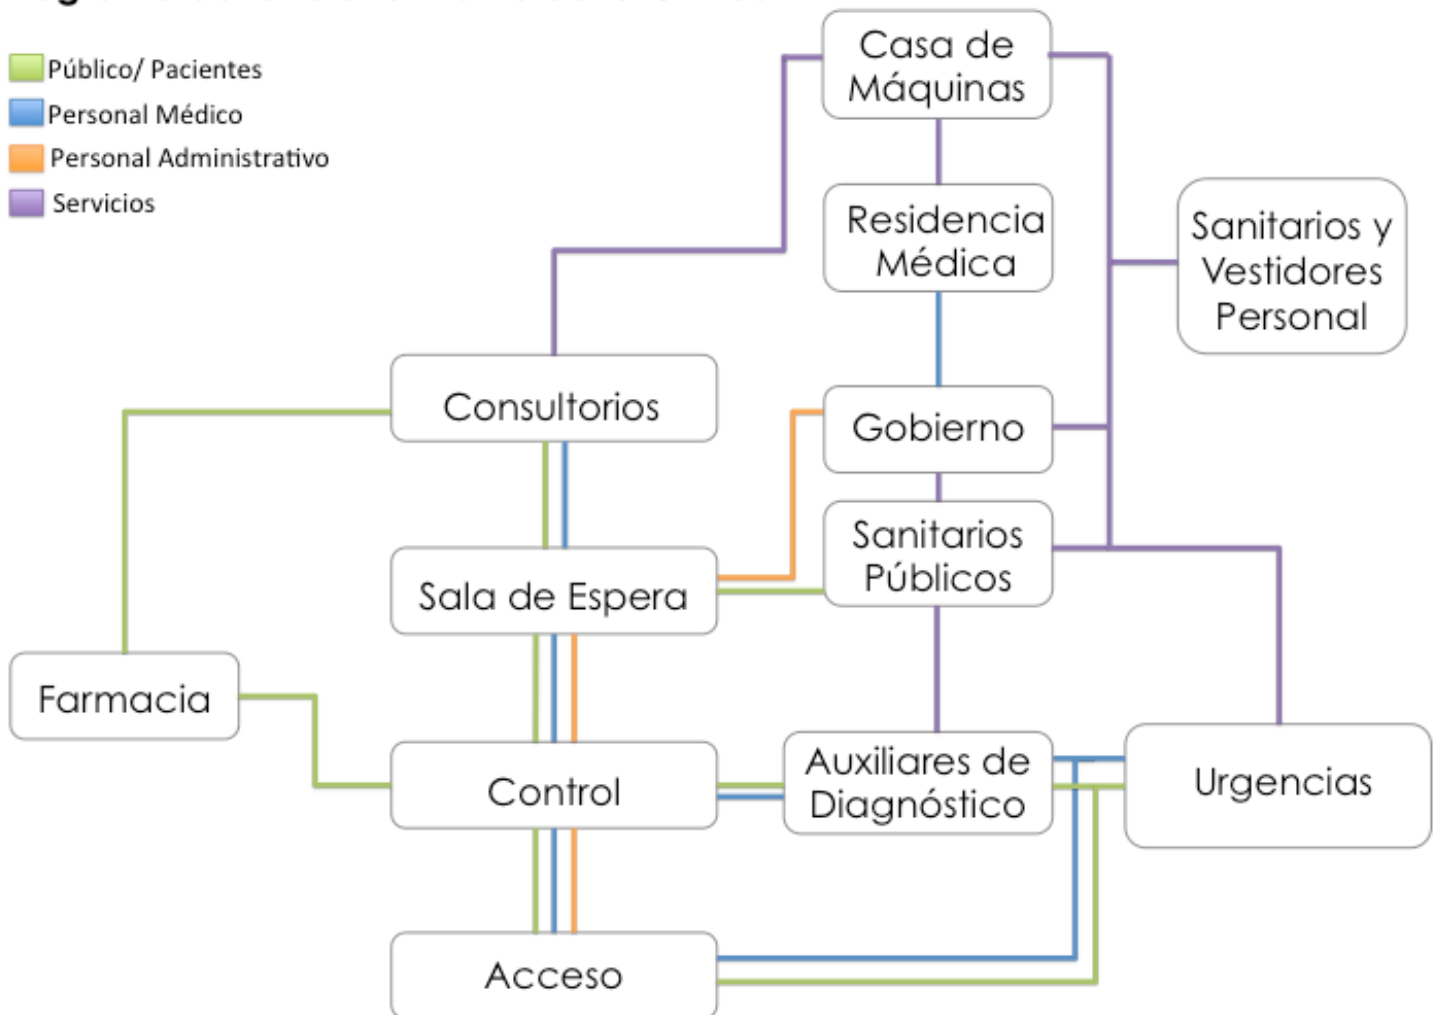 Público/ Pacientes
Personal Médico
Personal Administrativo
Servicios
Casa de
Máquinas
Residencia
Médica
Sanitarios y
Vestidores
Personal
Consultorios
Gobierno
Sanitarios
Públicos
Sala de Espera
Farmacia
Control
Auxiliares de
Diagnóstico
Urgencias
Acceso